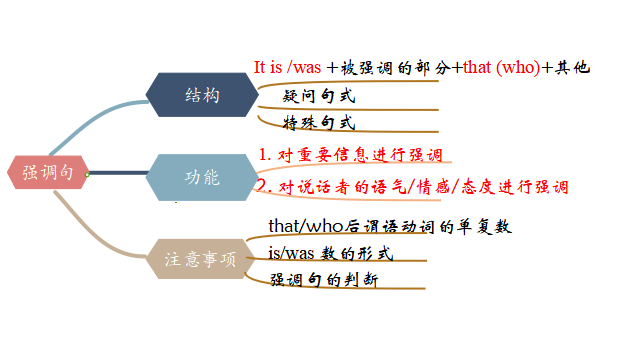 强调句
结构
It is /was +被强调的部分+that (who)+其他
疑问句式
特殊句式
功能
1. 对重要信息进行强调
2. 对说话者的语气/情感/态度进行强调
注意事项
that/who后谓语动词的单复数
is/was 数的形式
强调句的判断